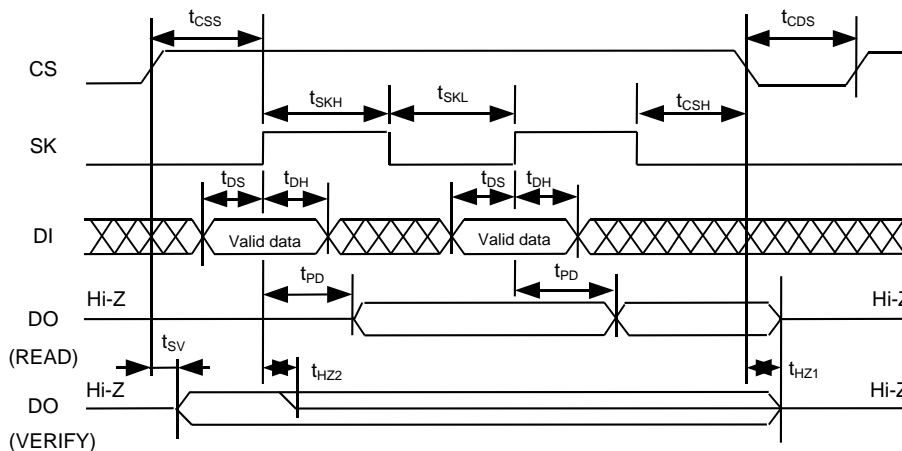 tCSS
tCDS
CS
tSKH
tSKL
tCSH
SK
tDS
tDH
tDS
tDH
DI
Valid data
Valid data
tPD
tPD
Hi-Z
Hi-Z
DO
(READ)
tSV
tHZ2
tHZ1
Hi-Z
Hi-Z
DO
(VERIFY)